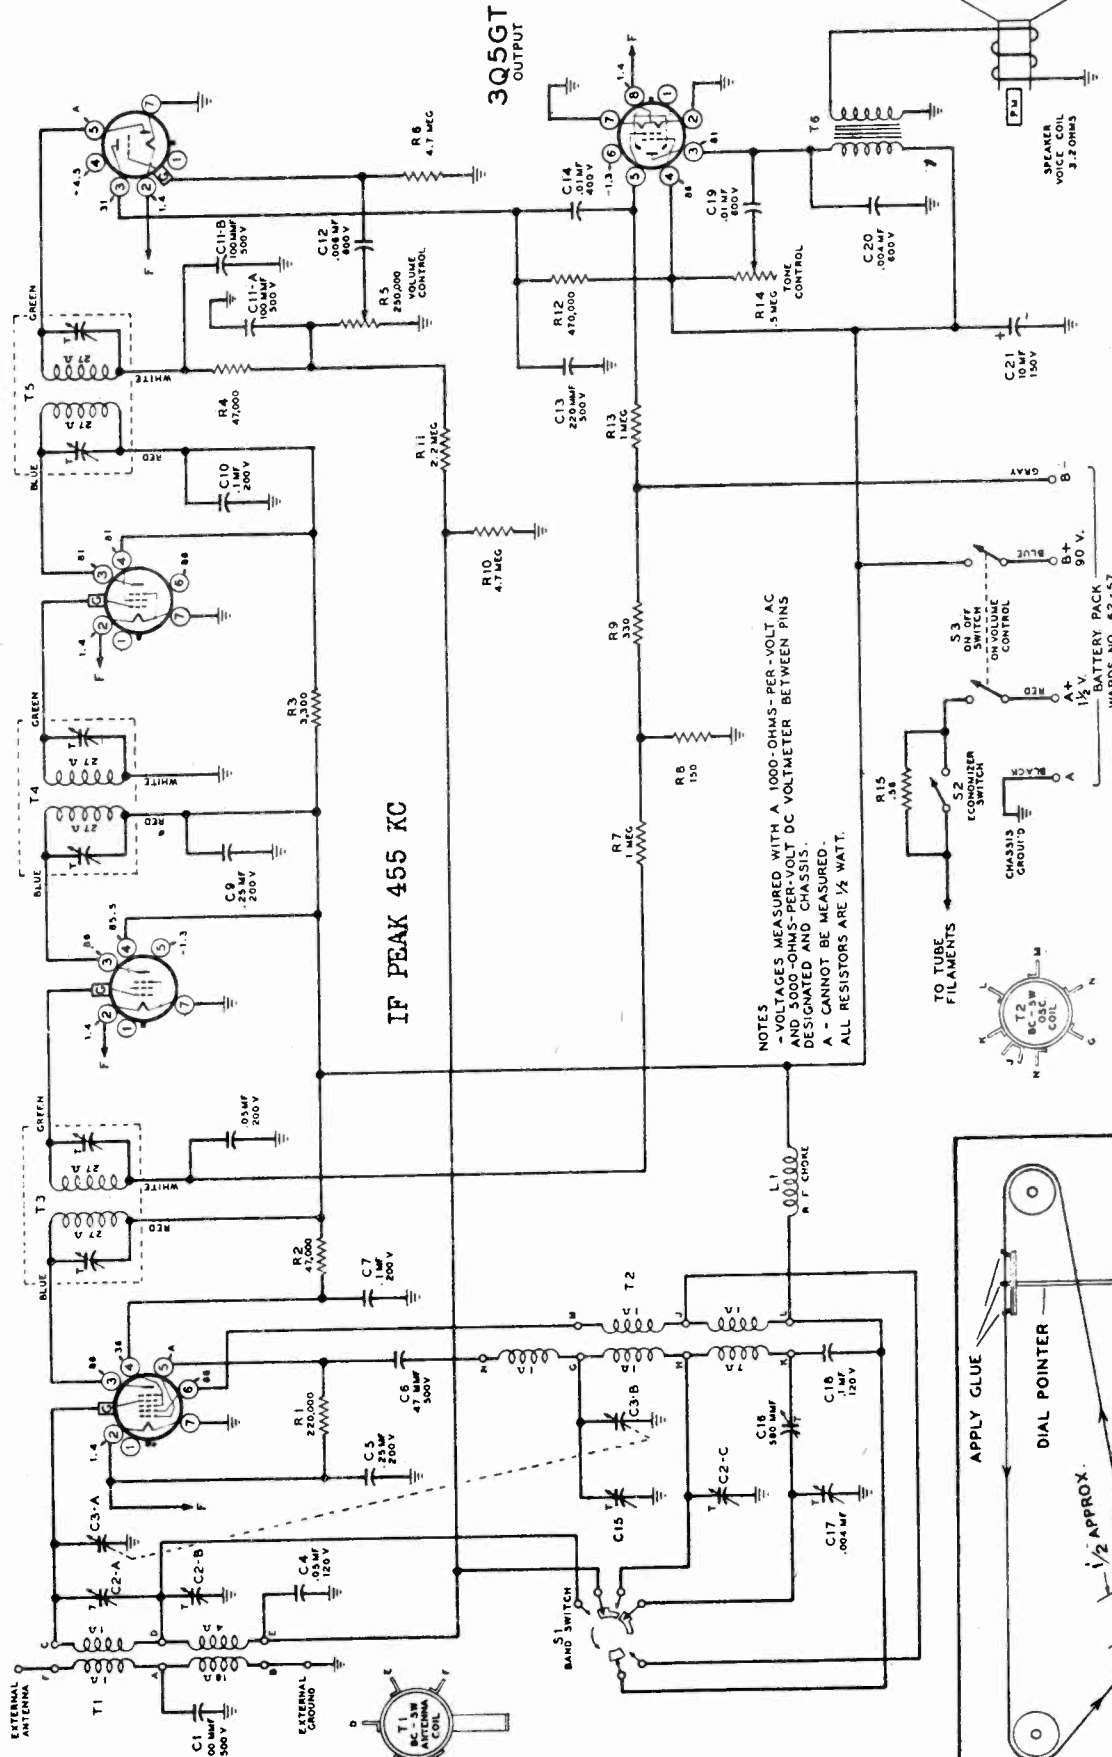 3Q5GT
OUTPUT
IF PEAK 455 KC
EXTERNAL
ANTENNA
EXTERNAL
GROUND
T1
C1
500 V
C2-A
C2-B
C3-A
C4
.05 MF
120 V
T1
BC - SW
ANTENNA
COIL
C5
.25 MF
200 V
R1
220,000
C6
47 MMF
500V
C7
.1 MF
200 V
R2
47,000
T3
BLUE
GREEN
RED
WHITE
27 Ω
27 Ω
.05 MF
200 V
T4
BLUE
GREEN
RED
WHITE
27 Ω
27 Ω
C9
.25 MF
200 V
R3
3,300
C10
.1 MF
200 V
T5
BLUE
GREEN
RED
WHITE
27 Ω
27 Ω
R4
47,000
C11-A
100 MMF
500 V
C11-B
100 MMF
500 V
R5
250,000
VOLUME
CONTROL
C12
.006 MF
600 V
R6
4.7 MEG
R11
2.2 MEG
R10
4.7 MEG
R7
1 MEG
R8
150
R9
330
R13
1 MEG
C13
220 MMF
500 V
R12
470,000
C14
.01 MF
400 V
R14
.5 MEG
TONE
CONTROL
C19
.01 MF
600 V
C20
.004 MF
600 V
C21
10 MF
150 V
T6
P.M
SPEAKER
VOICE COIL
3.2 OHMS
NOTES
- VOLTAGES MEASURED WITH A 1000-OHMS-PER-VOLT AC
AND 5000-OHMS-PER-VOLT DC VOLTMETER BETWEEN PINS
DESIGNATED AND CHASSIS.
A - CANNOT BE MEASURED.
ALL RESISTORS ARE 1/2 WATT.
L1
R F CHOKE
T2
C3-B
C15
C2-C
C16
580 MMF
C17
.004 MF
C18
.1 MF
120 V
S1
BAND SWITCH
TO TUBE
FILAMENTS
R15
.56
S2
ECONOMIZER
SWITCH
S3
ON OFF
SWITCH
ON VOLUME
CONTROL
CHASSIS
GROUND
BLACK
RED
BLUE
GRAY
A
A+
1½ V.
B+
90 V.
B -
BATTERY PACK
T2
BC - SW
OSC.
COIL
APPLY GLUE
DIAL POINTER
1/2 APPROX.